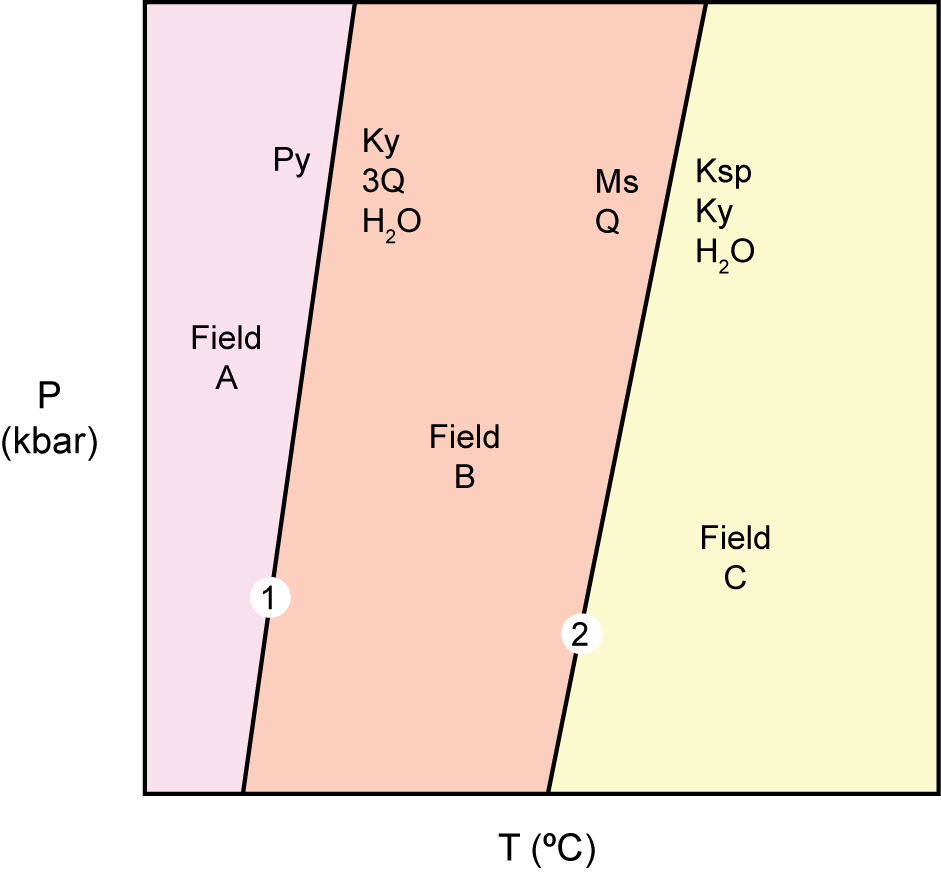 Py
Ky
3Q
H₂O
Ms
Q
Ksp
Ky
H₂O
Field
A
Field
B
Field
C
P
(kbar)
1
2
T (ºC)